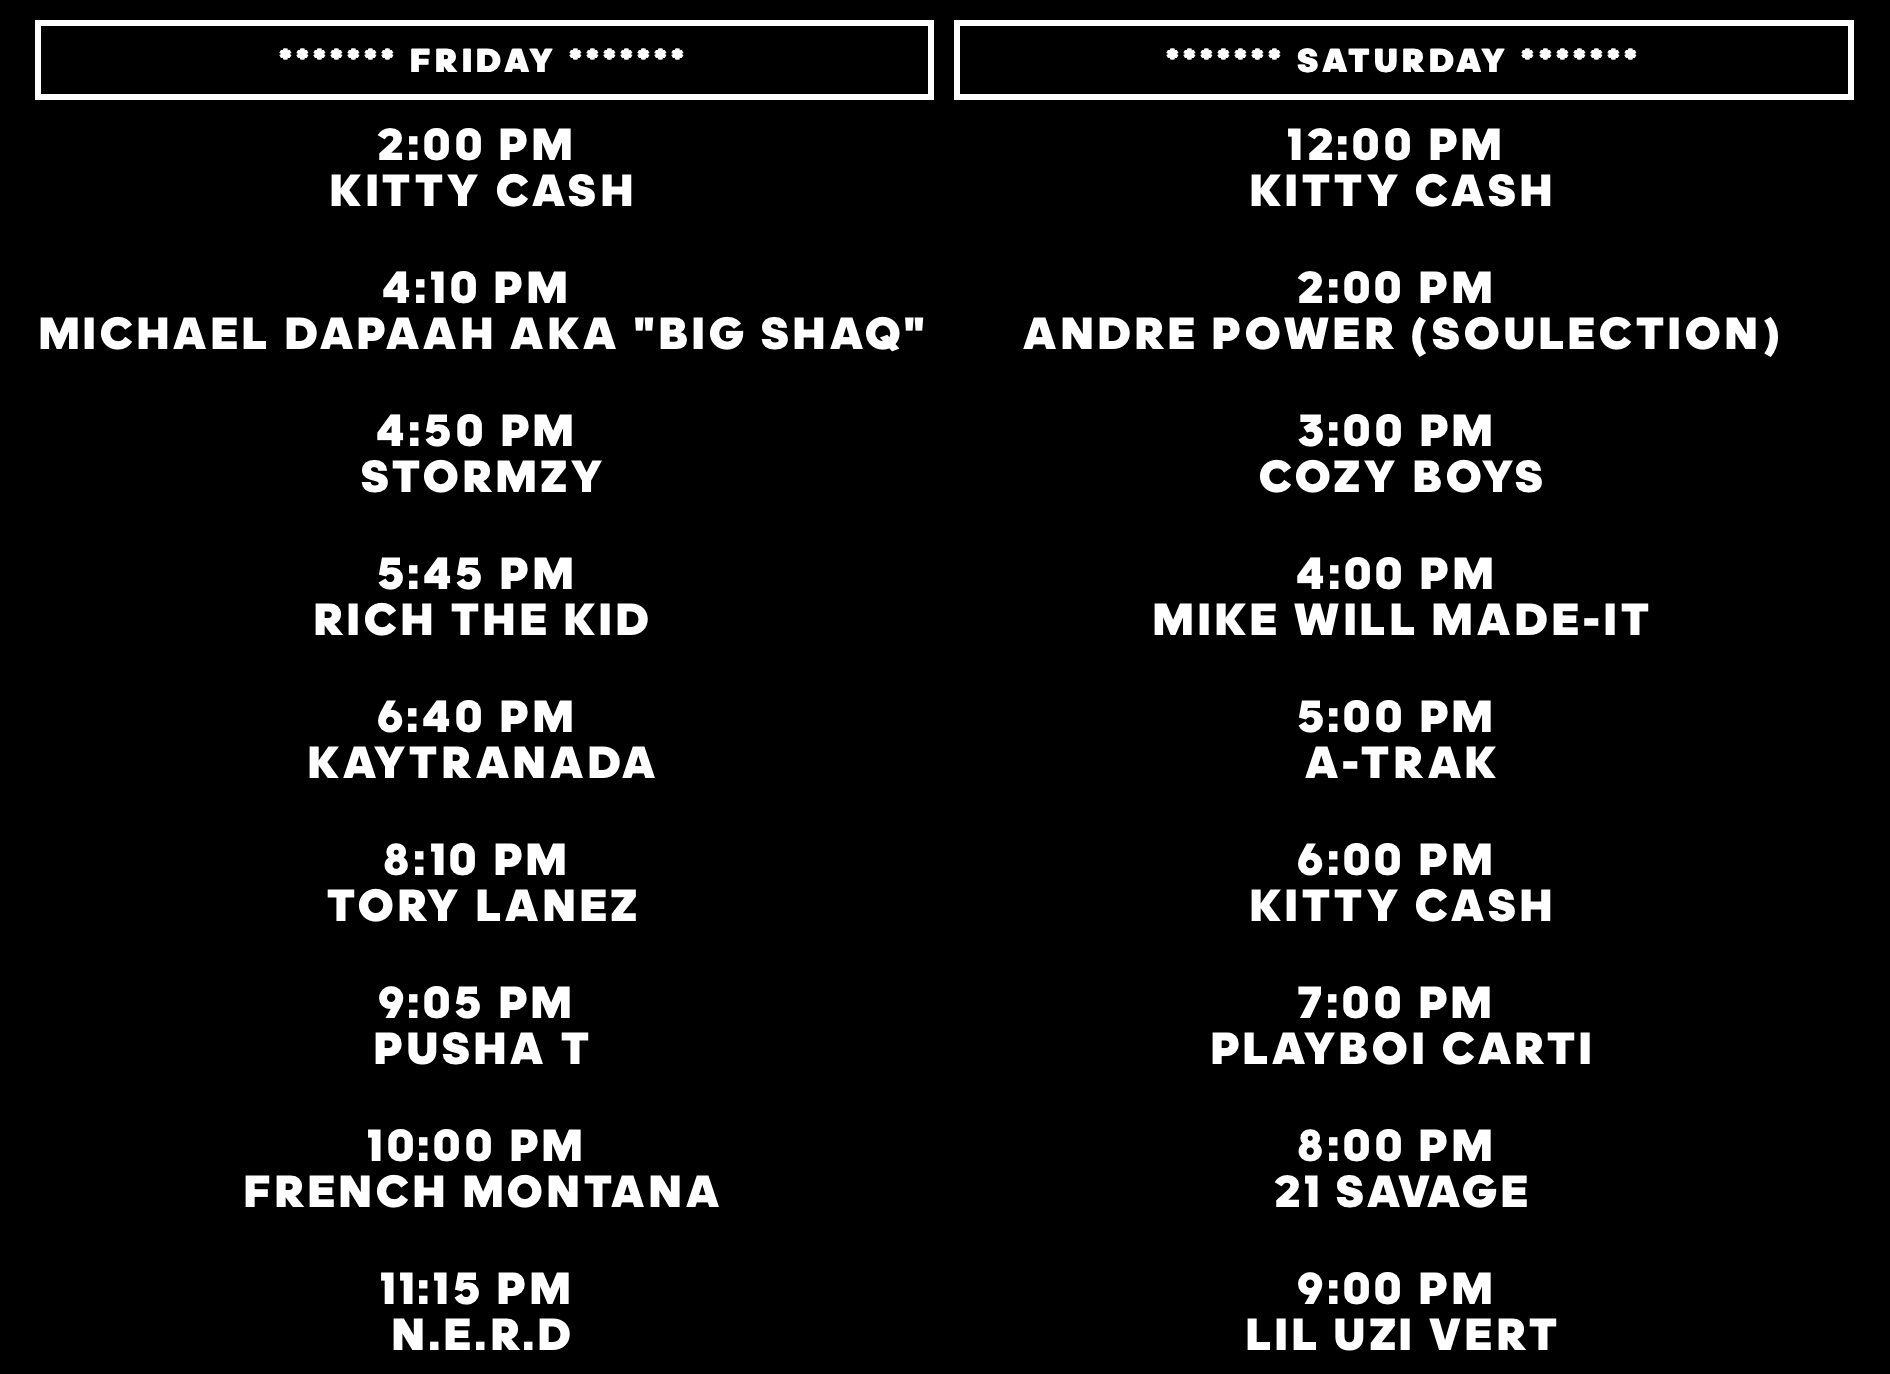 ******* FRIDAY *******
2:00 PM
KITTY CASH
4:10 PM
MICHAEL DAPAAH AKA "BIG SHAQ"
4:50 PM
STORMZY
5:45 PM
RICH THE KID
6:40 PM
KAYTRANADA
8:10 PM
TORY LANEZ
9:05 PM
PUSHA T
10:00 PM
FRENCH MONTANA
11:15 PM
N.E.R.D
******* SATURDAY *******
12:00 PM
KITTY CASH
2:00 PM
ANDRE POWER (SOULECTION)
3:00 PM
COZY BOYS
4:00 PM
MIKE WILL MADE-IT
5:00 PM
A-TRAK
6:00 PM
KITTY CASH
7:00 PM
PLAYBOI CARTI
8:00 PM
21 SAVAGE
9:00 PM
LIL UZI VERT